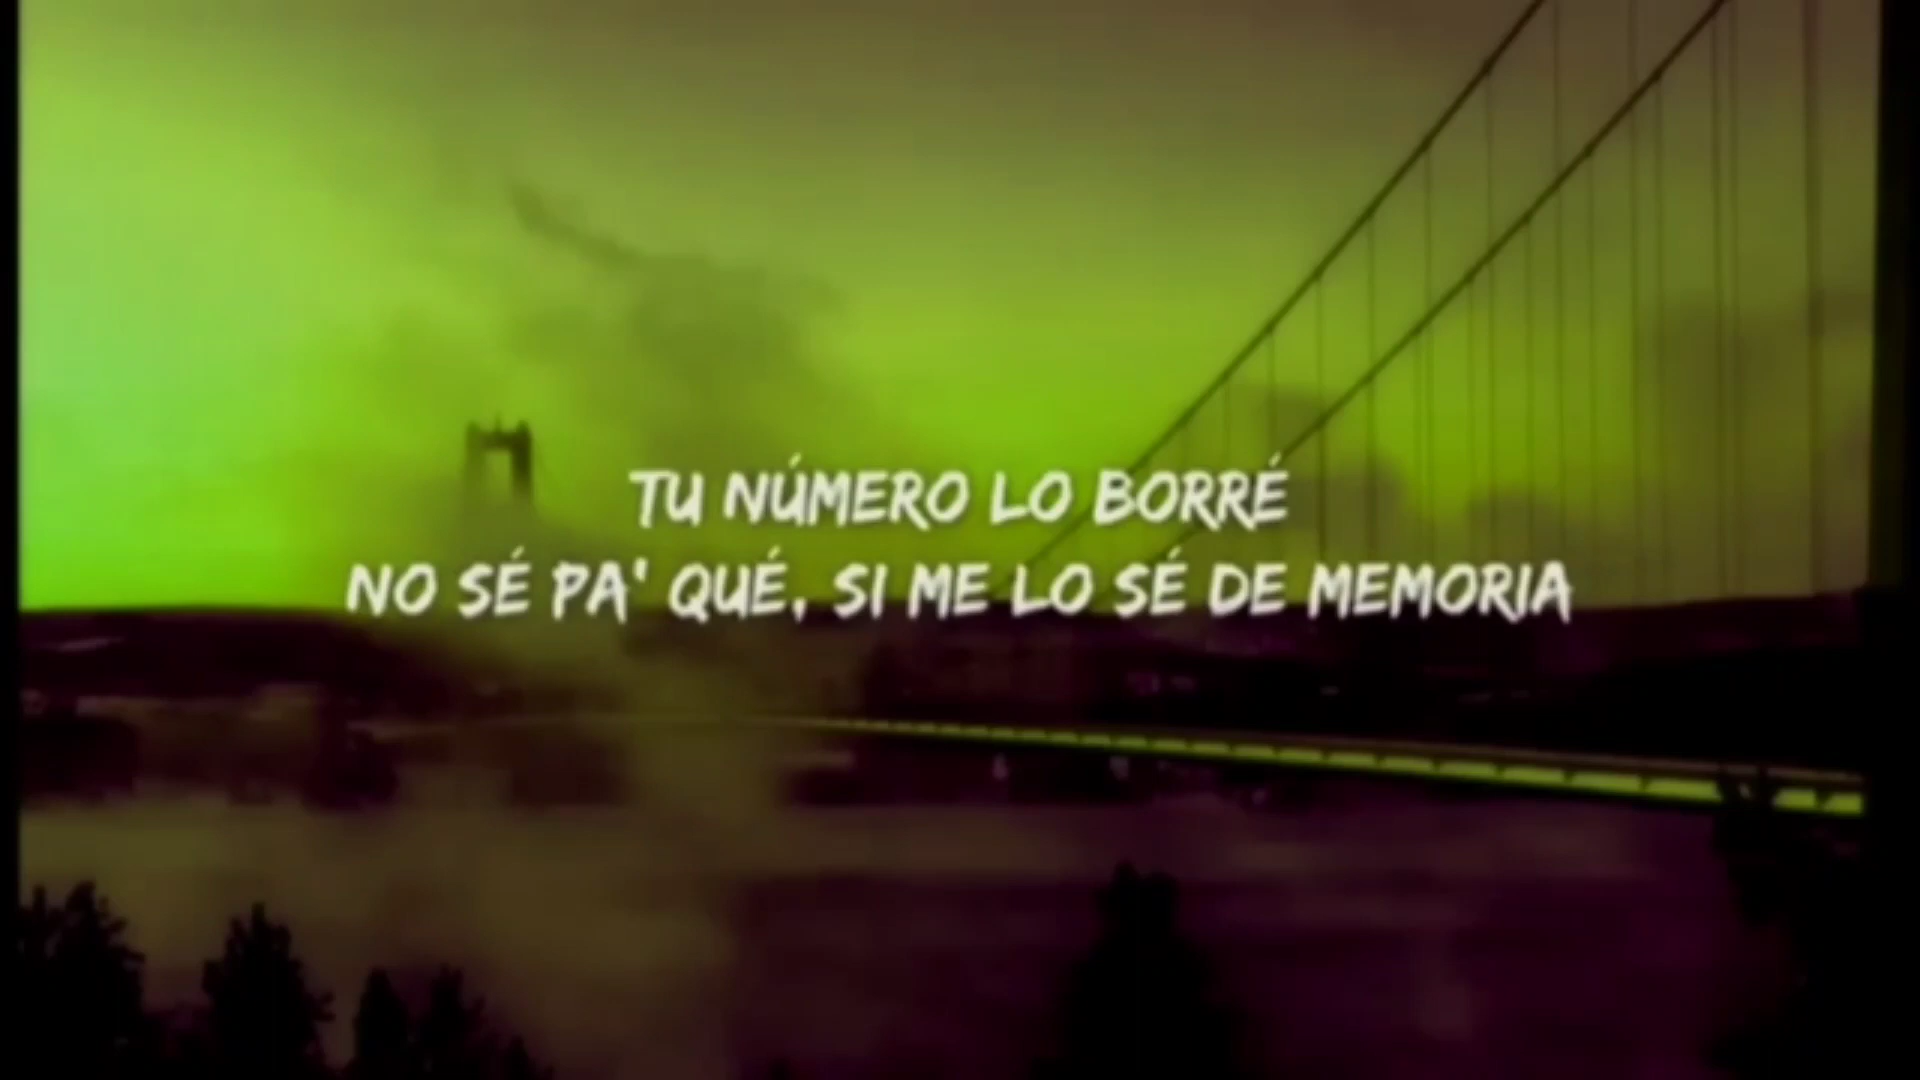 TU NÚMERO LO BORRÉ
NO SÉ PA' QUÉ, SI ME LO SÉ DE MEMORIA